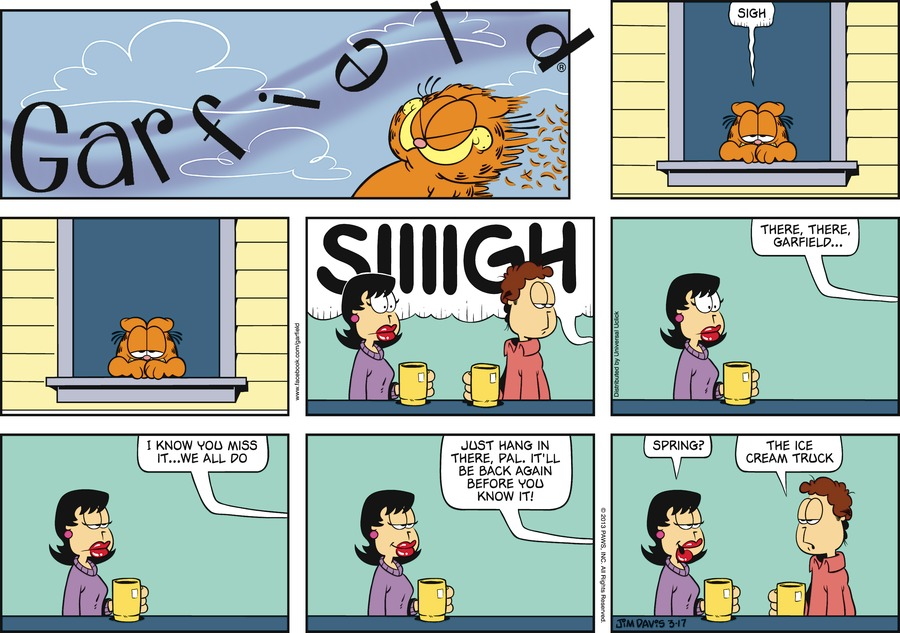 Garfield
®
SIGH
www.facebook.com/garfield
SIIIIGH
Distributed by Universal Uclick
THERE, THERE,
GARFIELD...
I KNOW YOU MISS
IT...WE ALL DO
JUST HANG IN
THERE, PAL. IT'LL
BE BACK AGAIN
BEFORE YOU
KNOW IT!
© 2013 PAWS, INC. All Rights Reserved.
SPRING?
THE ICE
CREAM TRUCK
JIM DAVIS 3-17